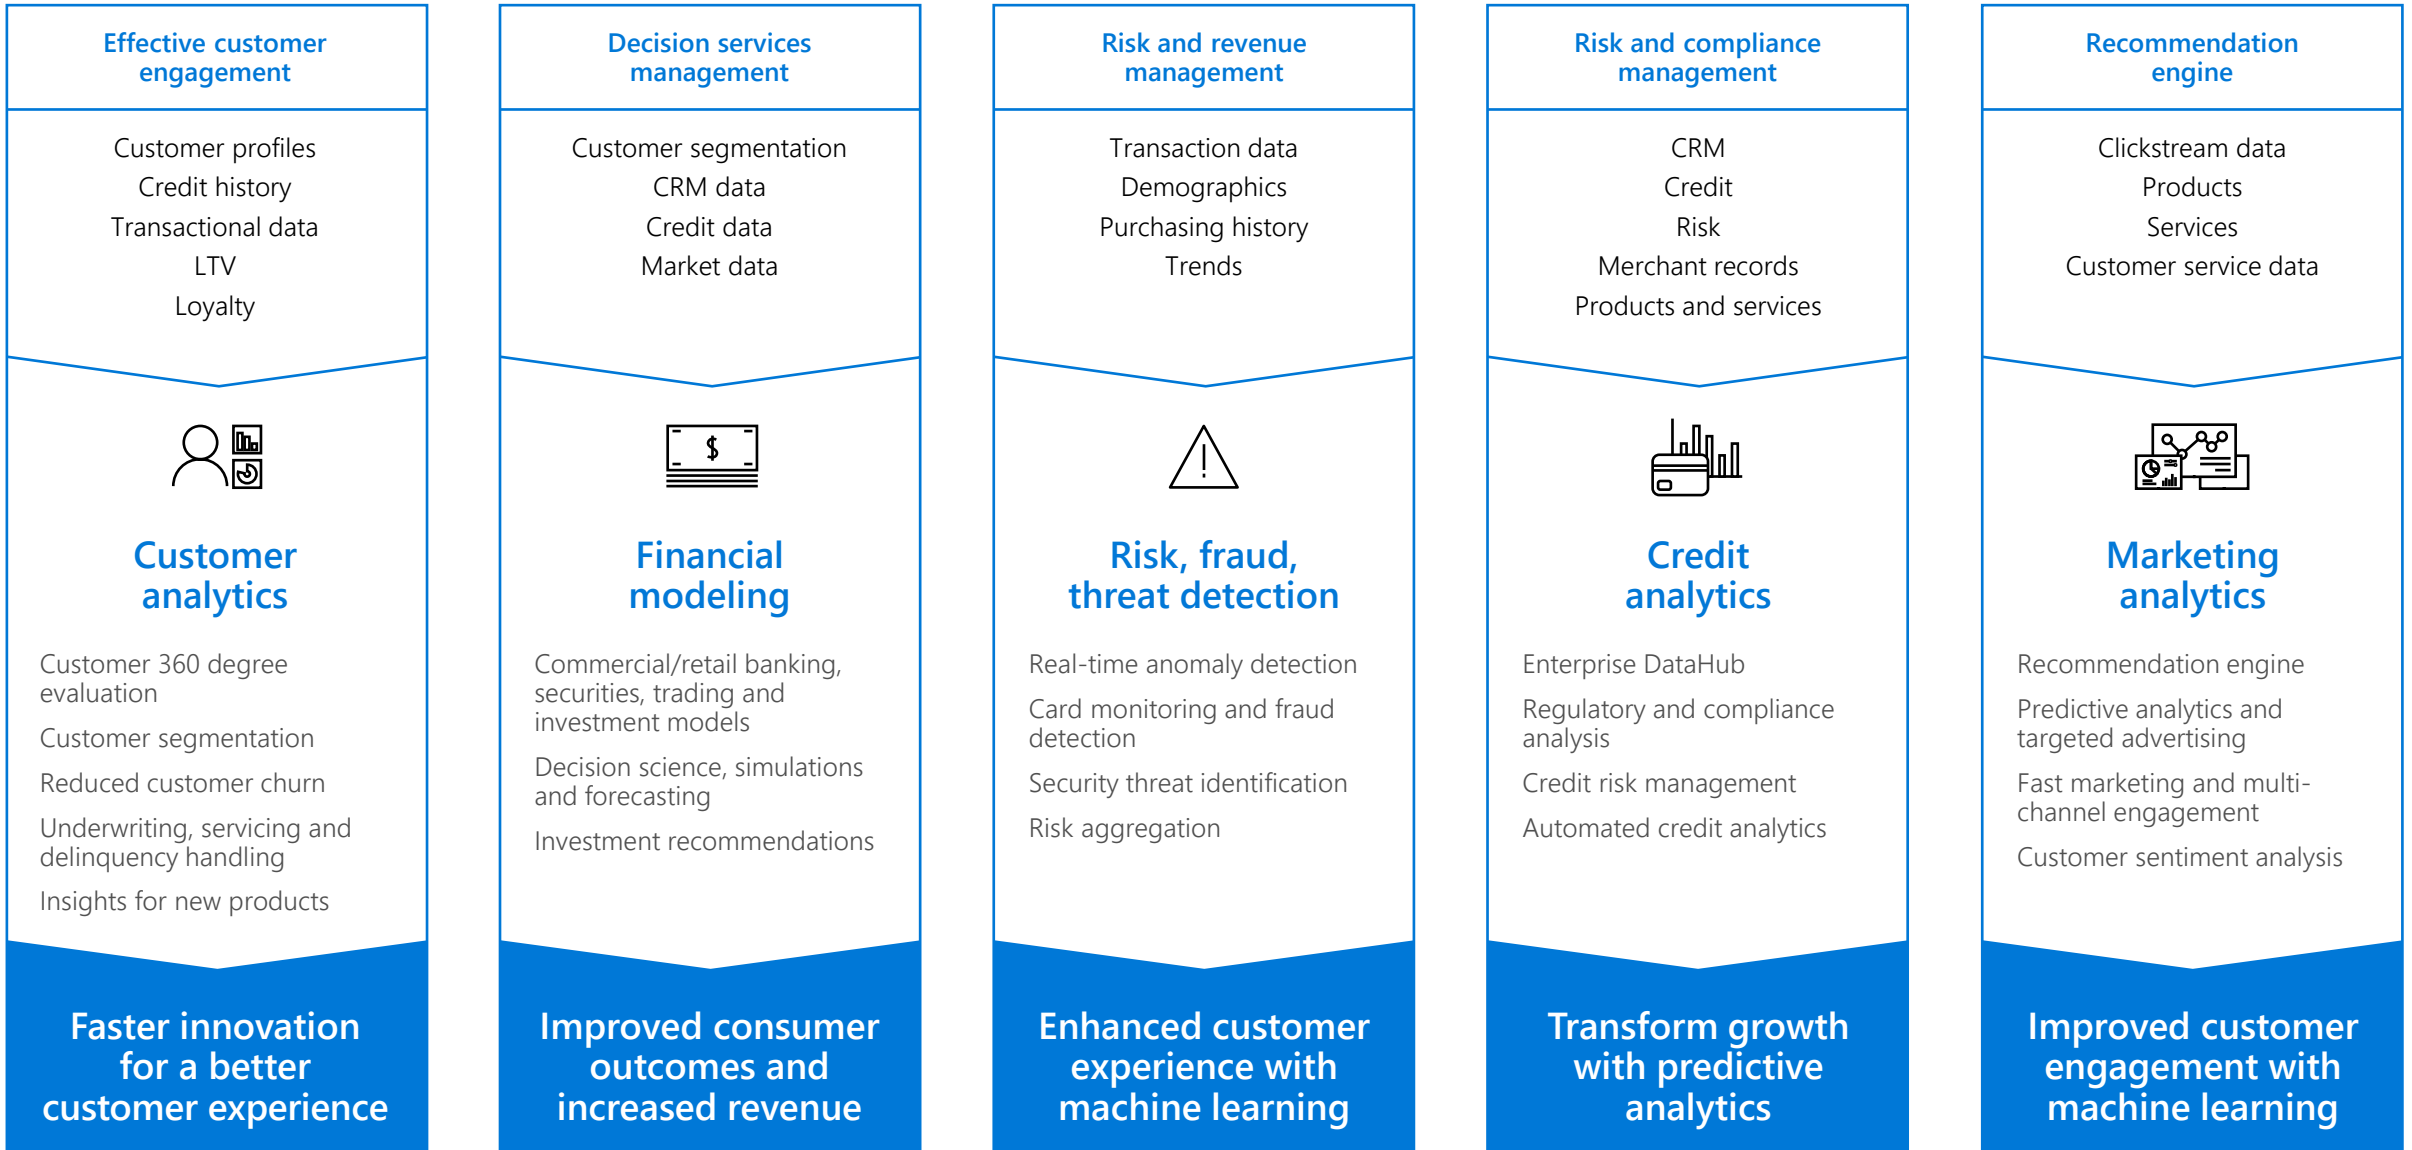 Effective customer
engagement
Customer profiles
Credit history
Transactional data
LTV
Loyalty
Customer
analytics
Customer 360 degree
evaluation
Customer segmentation
Reduced customer churn
Underwriting, servicing and
delinquency handling
Insights for new products
Faster innovation
for a better
customer experience
Decision services
management
Customer segmentation
CRM data
Credit data
Market data
$
Financial
modeling
Commercial/retail banking,
securities, trading and
investment models
Decision science, simulations
and forecasting
Investment recommendations
Improved consumer
outcomes and
increased revenue
Risk and revenue
management
Transaction data
Demographics
Purchasing history
Trends
!
Risk, fraud,
threat detection
Real-time anomaly detection
Card monitoring and fraud
detection
Security threat identification
Risk aggregation
Enhanced customer
experience with
machine learning
Risk and compliance
management
CRM
Credit
Risk
Merchant records
Products and services
Credit
analytics
Enterprise DataHub
Regulatory and compliance
analysis
Credit risk management
Automated credit analytics
Transform growth
with predictive
analytics
Recommendation
engine
Clickstream data
Products
Services
Customer service data
Marketing
analytics
Recommendation engine
Predictive analytics and
targeted advertising
Fast marketing and multi-
channel engagement
Customer sentiment analysis
Improved customer
engagement with
machine learning